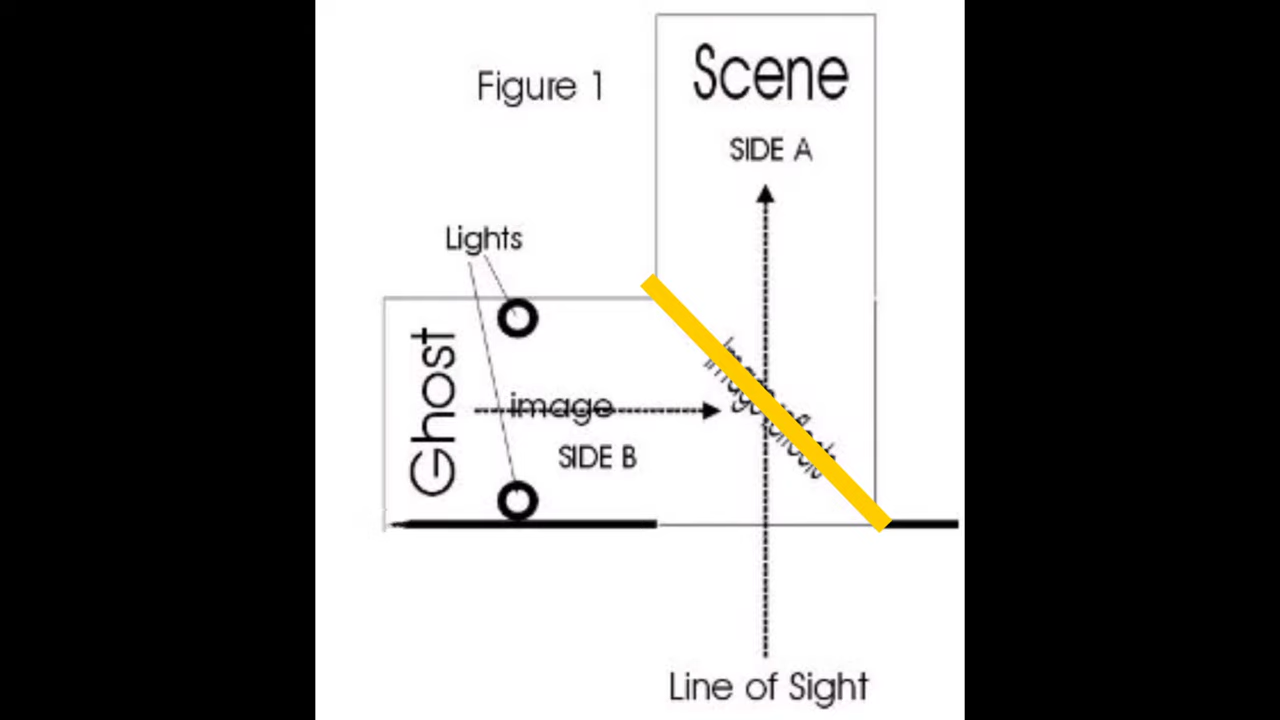 Figure 1
Scene
SIDE A
Lights
Ghost
image
SIDE B
Line of Sight